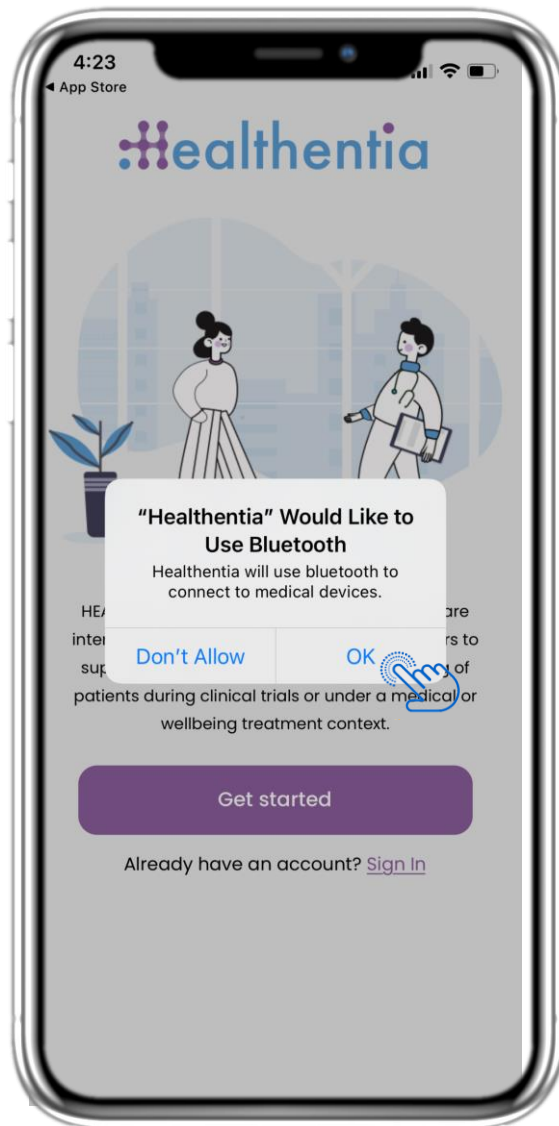 4:23
App Store
Healthentia
"Healthentia" Would Like to
Use Bluetooth
Healthentia will use bluetooth to
connect to medical devices.
Don't Allow
OK
are
to
of
patients during clinical trials or under a medical or
wellbeing treatment context.
Get started
Already have an account? Sign In